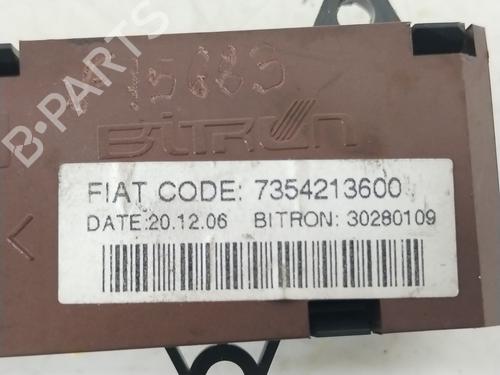 15683
BITRON
FIAT CODE: 7354213600
DATE:20.12.06 BITRON: 30280109
B-PARTS